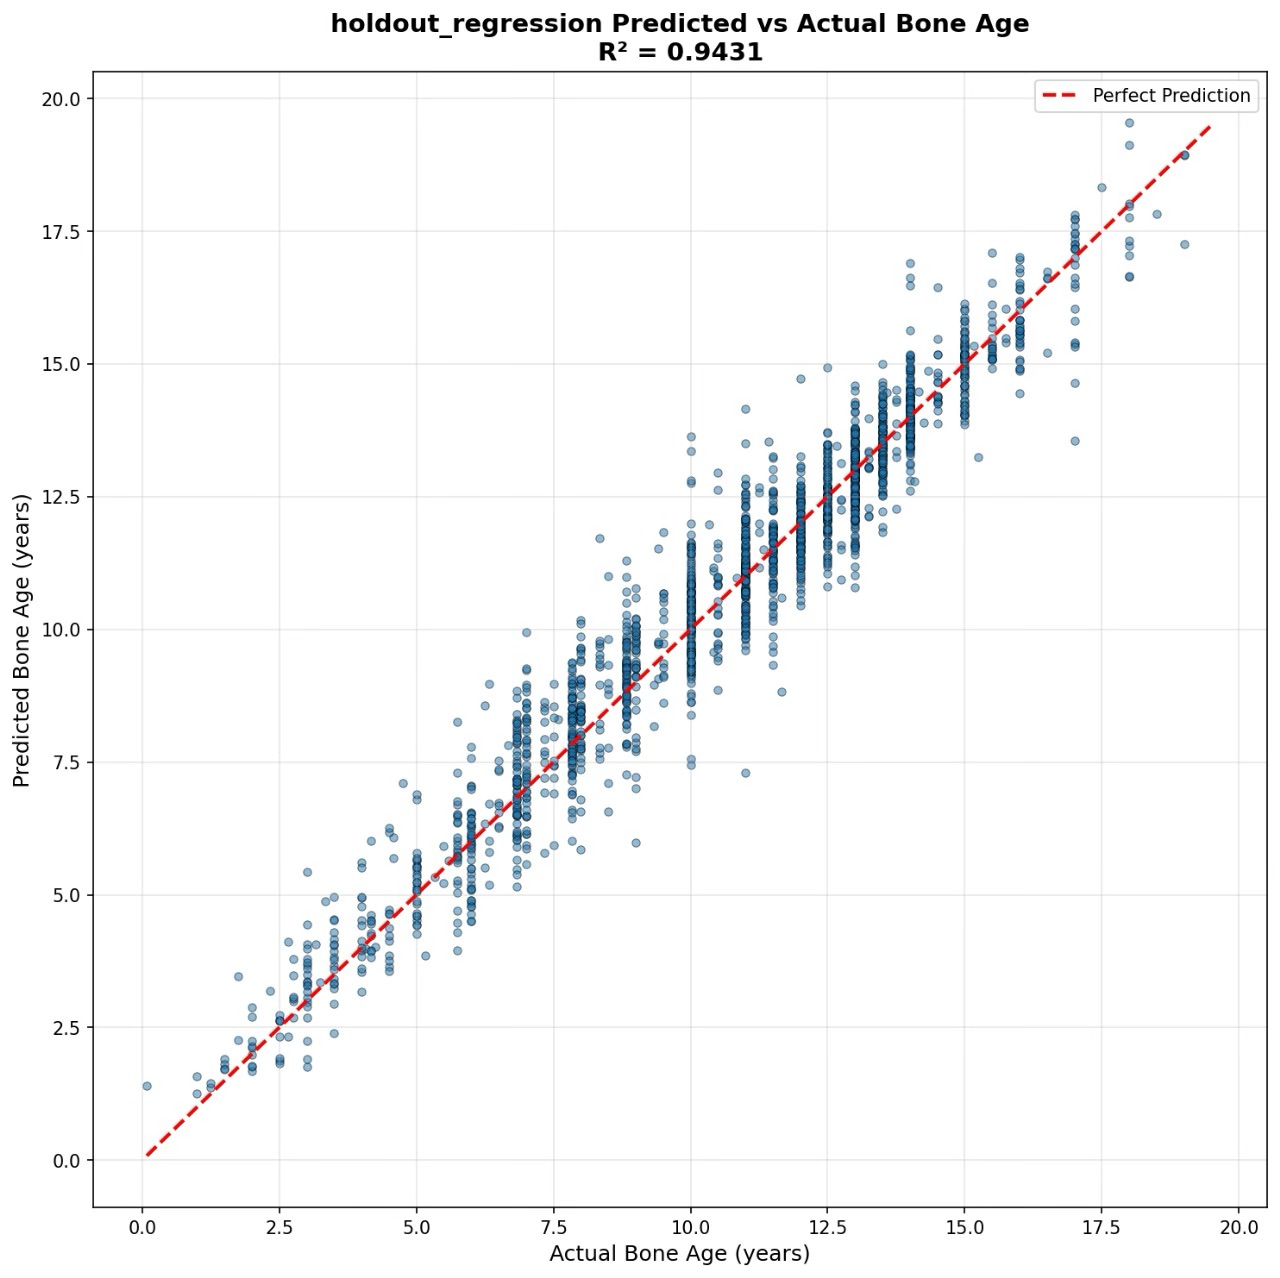 holdout_regression Predicted vs Actual Bone Age
R² = 0.9431
Perfect Prediction
Predicted Bone Age (years)
20.0
17.5
15.0
12.5
10.0
7.5
5.0
2.5
0.0
0.0 2.5 5.0 7.5 10.0 12.5 15.0 17.5 20.0
Actual Bone Age (years)